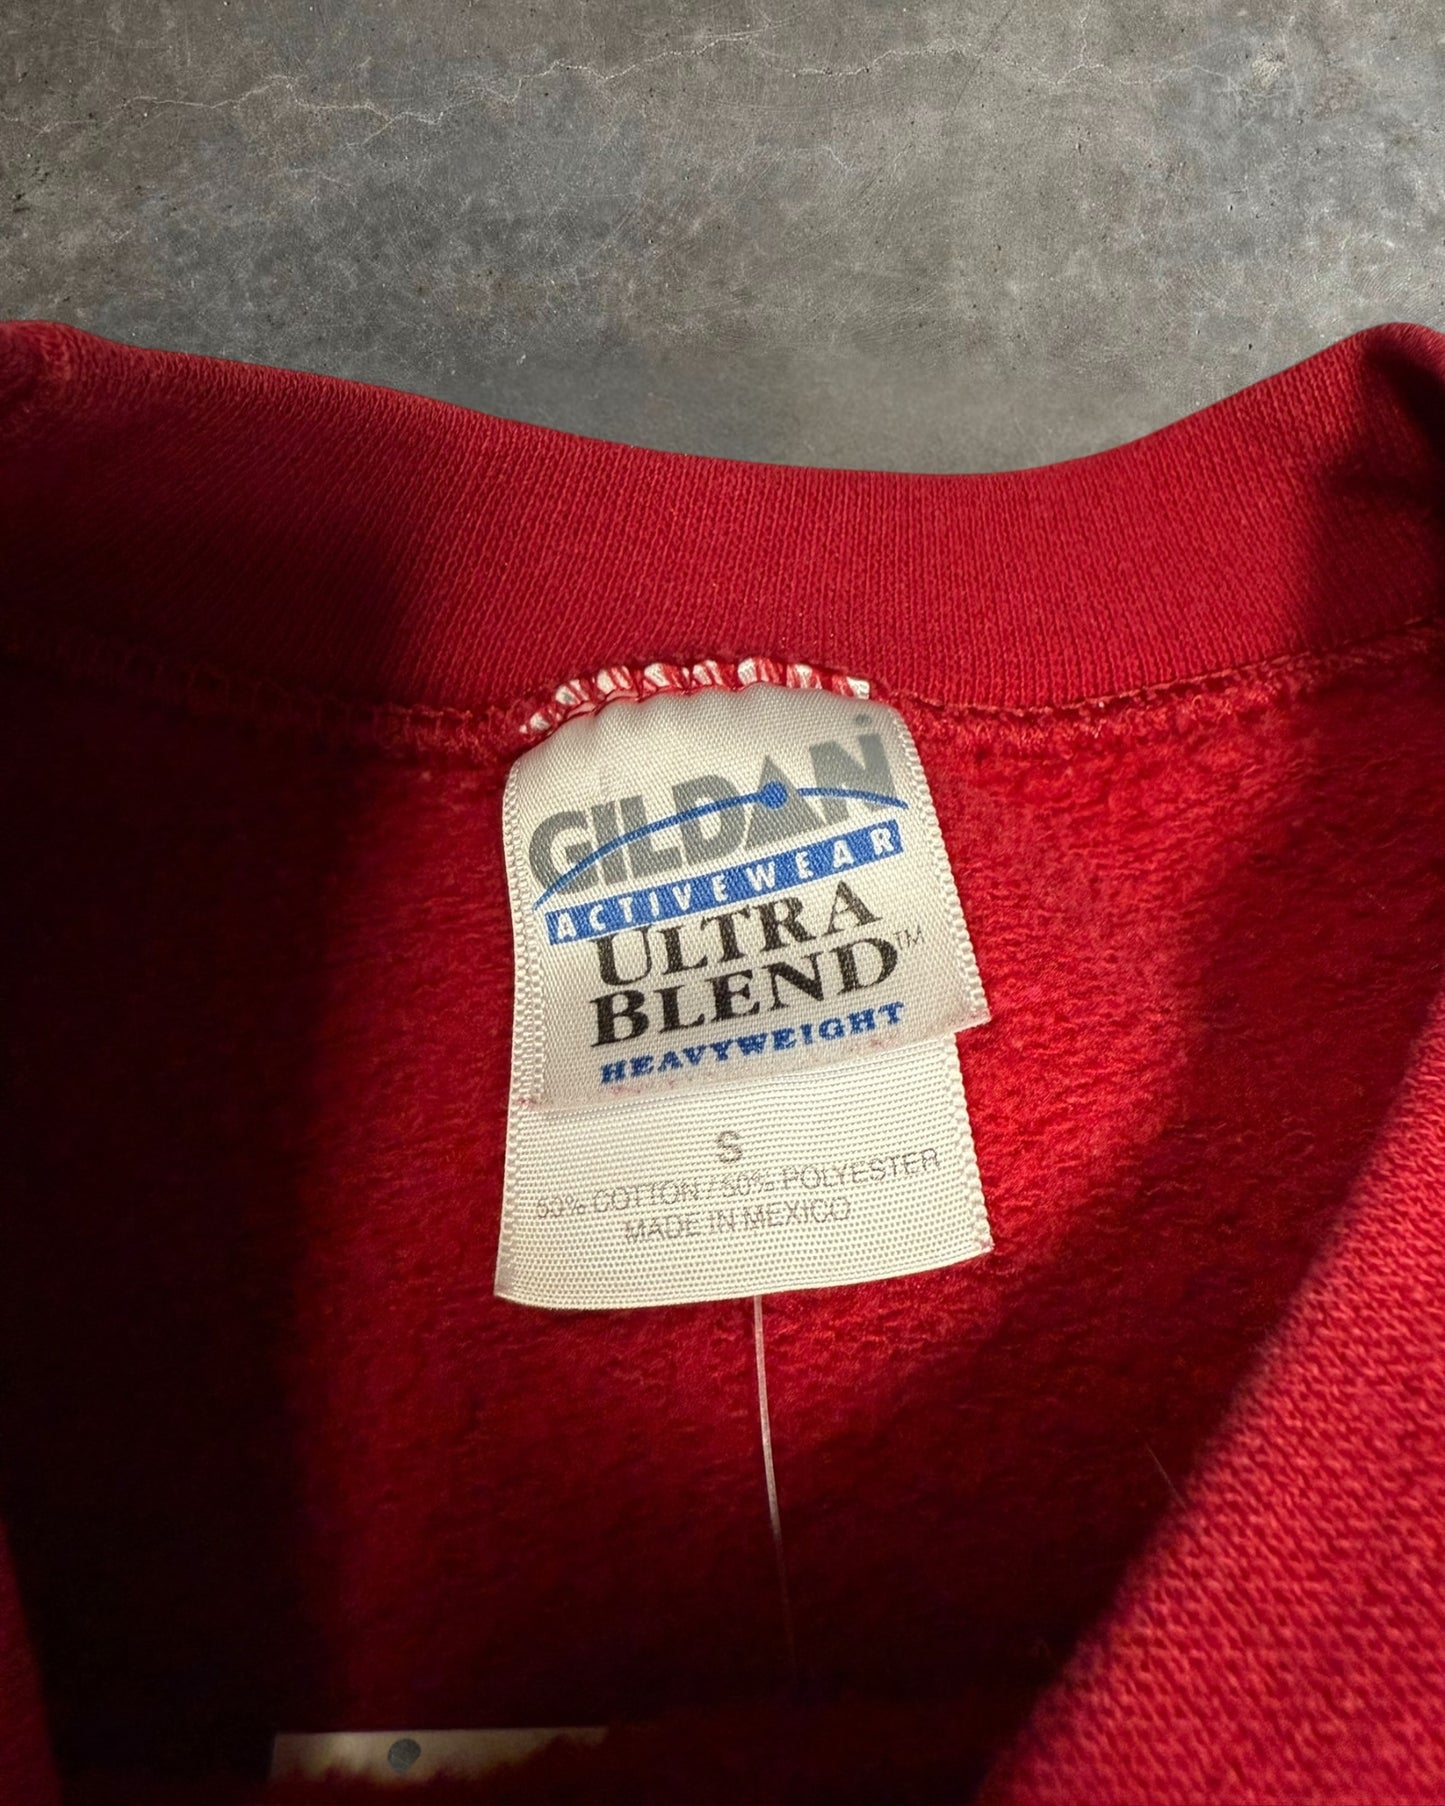 GILDAN
ACTIVEWEAR
ULTRA
BLEND™
HEAVYWEIGHT
S
50% COTTON / 50% POLYESTER
MADE IN MEXICO